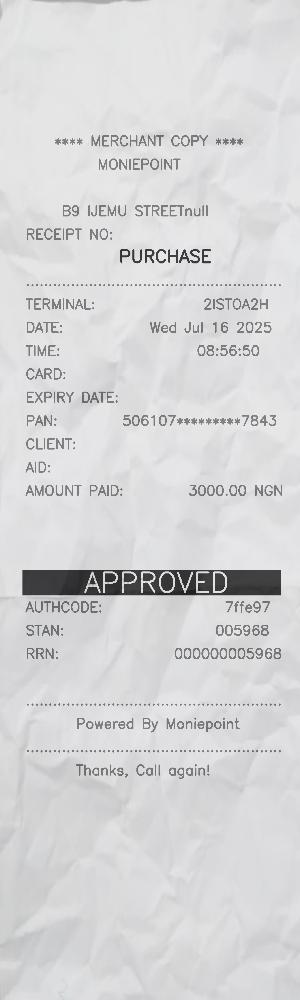 **** MERCHANT COPY ****
MONIEPOINT
B9 IJEMU STREETnull
RECEIPT NO:
PURCHASE
TERMINAL: 2IST0A2H
DATE: Wed Jul 16 2025
TIME: 08:56:50
CARD:
EXPIRY DATE:
PAN: 506107*********7843
CLIENT:
AID:
AMOUNT PAID: 3000.00 NGN
APPROVED
AUTHCODE: 7ffe97
STAN: 005968
RRN: 000000005968
Powered By Moniepoint
Thanks, Call again!